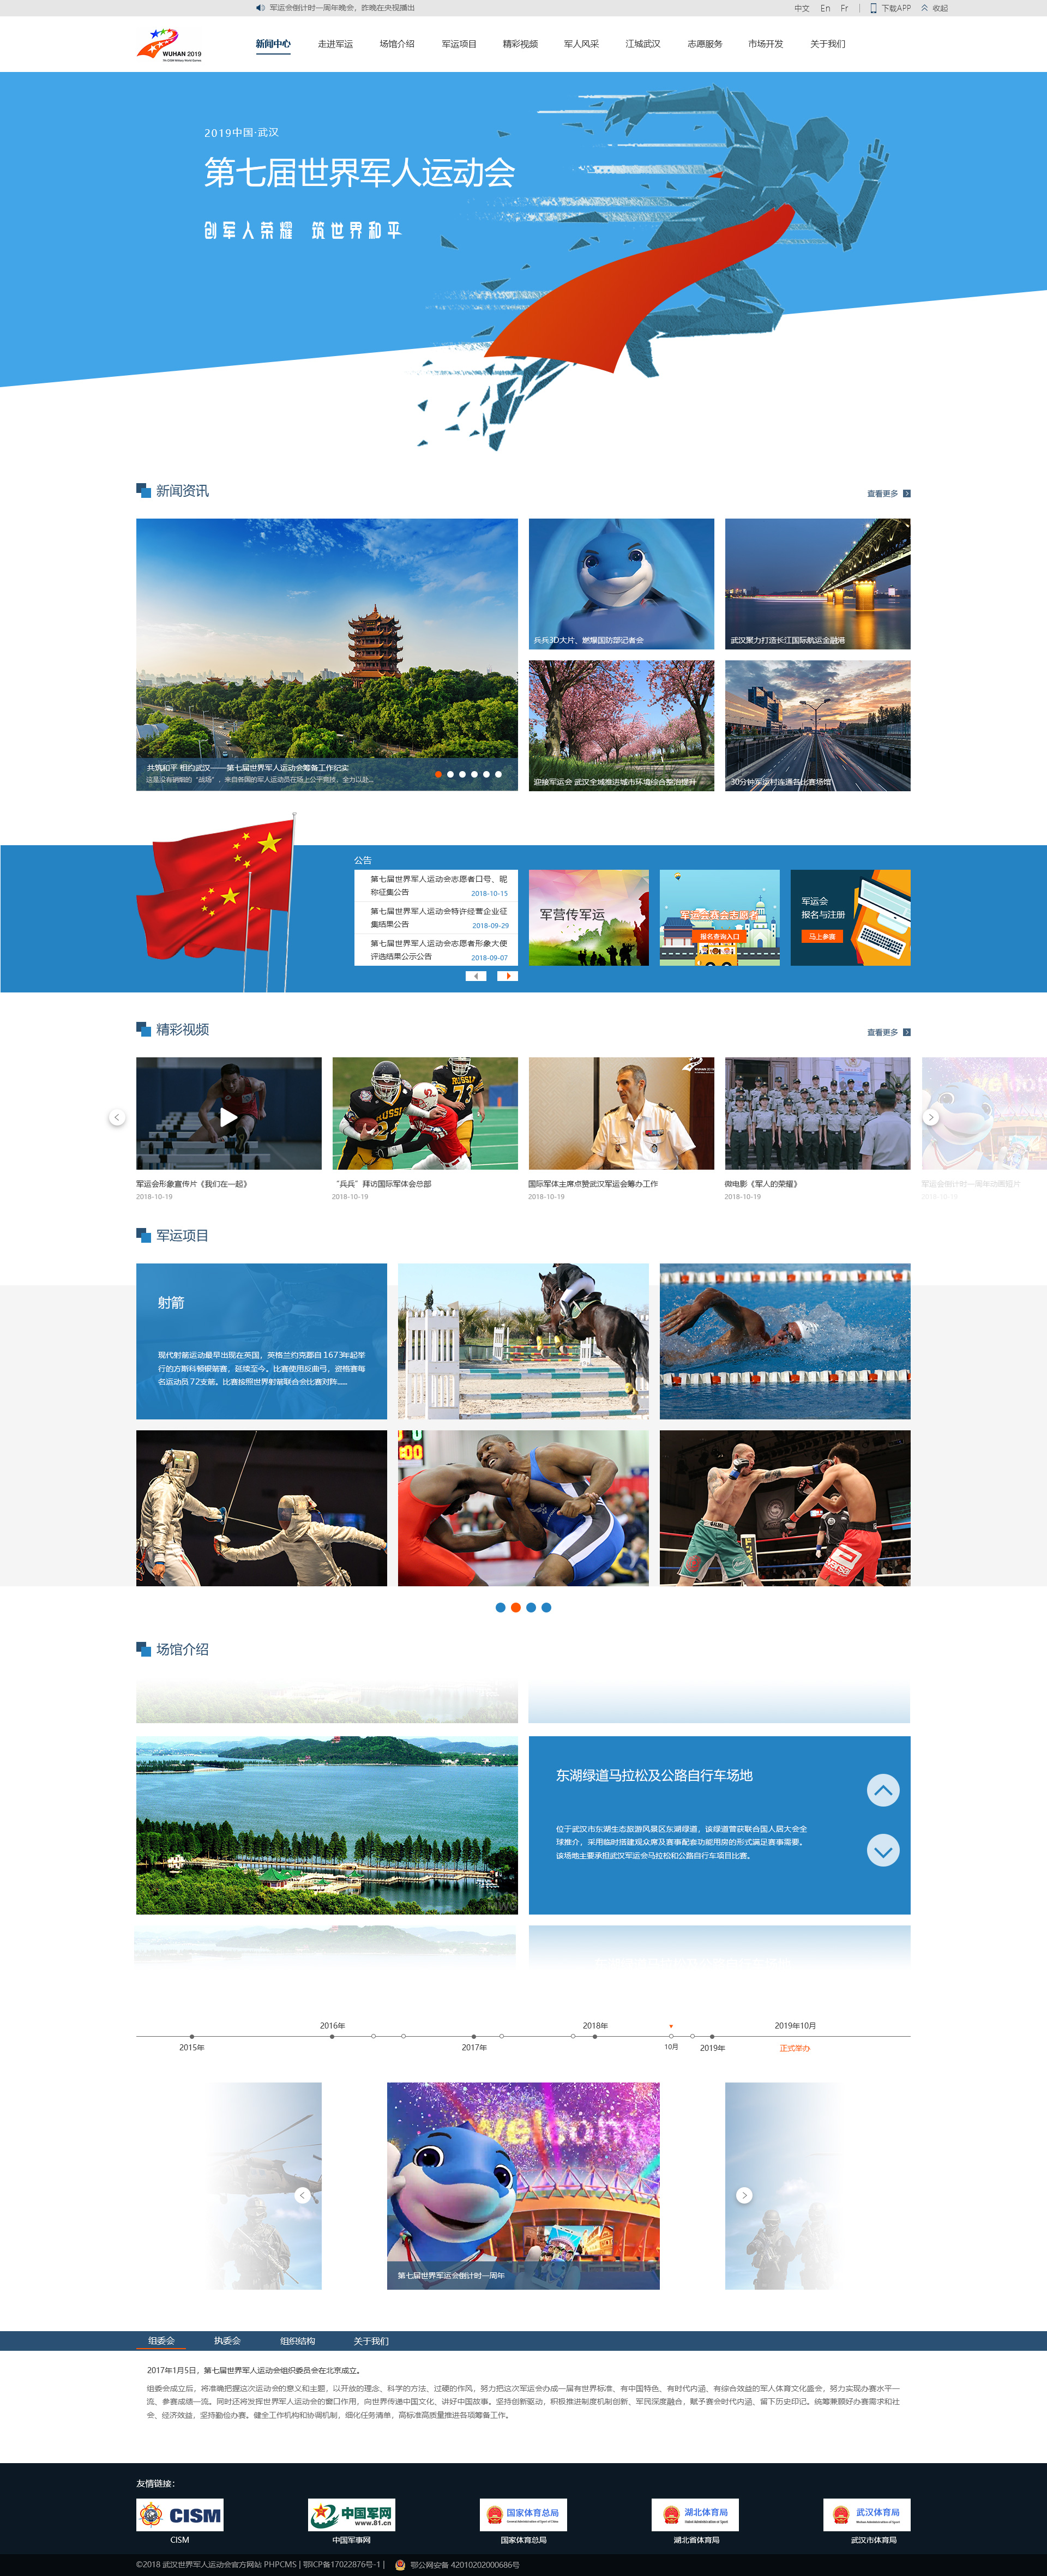 军运会倒计时一周年晚会，昨晚在央视播出
中文 En Fr | 下载APP 收起
WUHAN 2019
7th CISM Military World Games
新闻中心 走进军运 场馆介绍 军运项目 精彩视频 军人风采 江城武汉 志愿服务 市场开发 关于我们
2019中国·武汉
第七届世界军人运动会
创军人荣耀 筑世界和平
新闻资讯
查看更多
兵兵3D大片、燃爆国防部记者会
武汉聚力打造长江国际航运金融港
共筑和平 相约武汉——第七届世界军人运动会筹备工作纪实
这是没有硝烟的“战场”，来自各国的军人运动员在场上公平竞技，全力以赴...
迎接军运会 武汉全域推进城市环境综合整治提升
30分钟军运村连通各比赛场馆
公告
第七届世界军人运动会志愿者口号、昵
称征集公告 2018-10-15
第七届世界军人运动会特许经营企业征
集结果公告 2018-09-29
第七届世界军人运动会志愿者形象大使
评选结果公示公告 2018-09-07
军营传军运
军运会赛会志愿者
报名查询入口
军运会
报名与注册
马上参赛
精彩视频
查看更多
RUSSIA
RUSSIA
73
WUHAN 2019
welcom
军运会形象宣传片《我们在一起》
2018-10-19
“兵兵”拜访国际军体会总部
2018-10-19
国际军体主席点赞武汉军运会筹办工作
2018-10-19
微电影《军人的荣耀》
2018-10-19
军运会倒计时一周年动画短片
2018-10-19
军运项目
射箭
现代射箭运动最早出现在英国，英格兰约克郡自 1673年起举
行的方斯科顿银箭赛，延续至今。比赛使用反曲弓，资格赛每
名运动员 72支箭。比赛按照世界射箭联合会比赛对阵......
场馆介绍
东湖绿道马拉松及公路自行车场地
位于武汉市东湖生态旅游风景区东湖绿道，该绿道曾获联合国人居大会全
球推介，采用临时搭建观众席及赛事配套功能用房的形式满足赛事需要。
该场地主要承担武汉军运会马拉松和公路自行车项目比赛。
2016年 2018年 2019年10月
2015年 2017年 10月 2019年 正式举办
welcom
第七届世界军人运动会倒计时一周年
组委会 执委会 组织结构 关于我们
2017年1月5日，第七届世界军人运动会组织委员会在北京成立。
组委会成立后，将准确把握这次运动会的意义和主题，以开放的理念、科学的方法、过硬的作风，努力把这次军运会办成一届有世界标准、有中国特色、有时代内涵、有综合效益的军人体育文化盛会，努力实现办赛水平一
流、参赛成绩一流。同时还将发挥世界军人运动会的窗口作用，向世界传递中国文化、讲好中国故事。坚持创新驱动，积极推进制度机制创新、军民深度融合，赋予赛会时代内涵、留下历史印记。统筹兼顾好办赛需求和社
会、经济效益，坚持勤俭办赛。健全工作机构和协调机制，细化任务清单，高标准高质量推进各项筹备工作。
友情链接：
CISM
中国军网
www.81.cn
国家体育总局
General Administration of Sport of China
湖北体育局
武汉体育局
CISM 中国军事网 国家体育总局 湖北省体育局 武汉市体育局
©2018 武汉世界军人运动会官方网站 PHPCMS | 鄂ICP备17022876号-1 | 鄂公网安备 42010202000686号